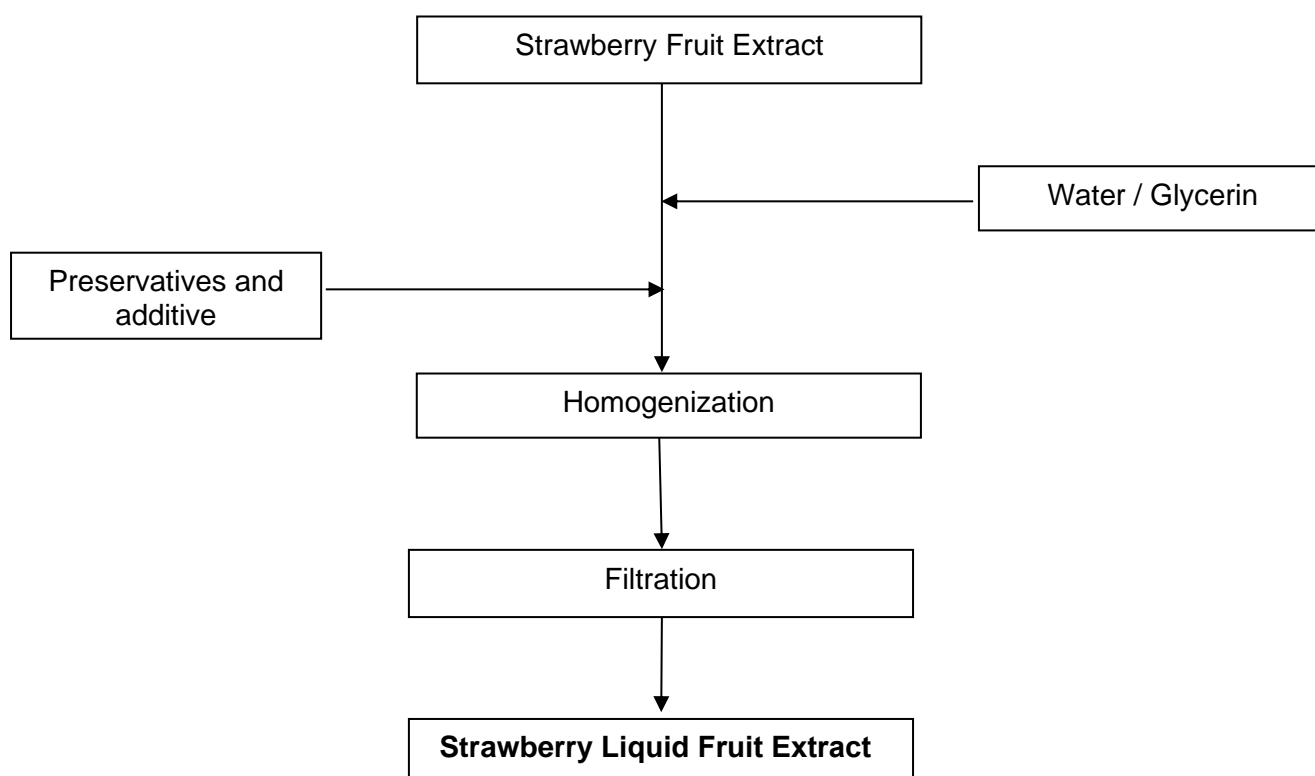 Strawberry Fruit Extract
Water / Glycerin
Preservatives and
additive
Homogenization
Filtration
Strawberry Liquid Fruit Extract